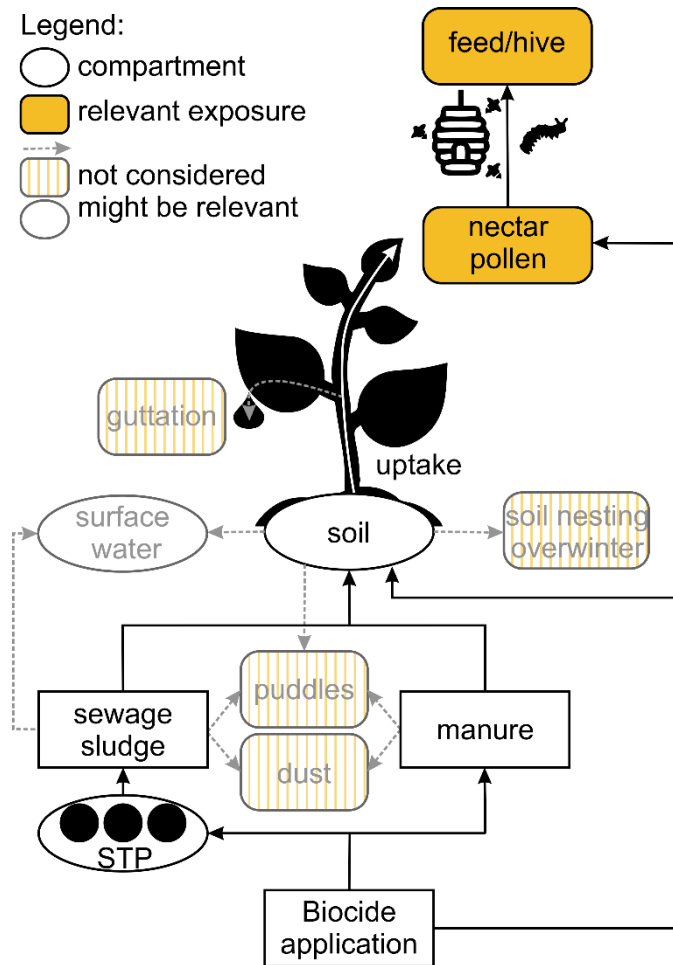 Legend:
compartment
relevant exposure
not considered
might be relevant
feed/hive
nectar
pollen
guttation
uptake
surface
water
soil
soil nesting
overwinter
puddles
sewage
sludge
manure
dust
STP
Biocide
application